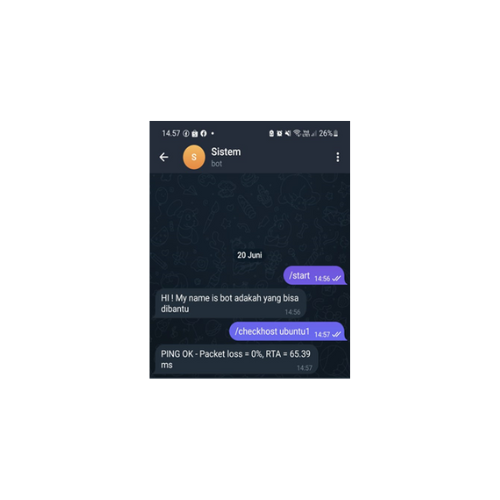 14.57
26%
Sistem
bot
20 Juni
/start 14:56
HI ! My name is bot adakah yang bisa
dibantu
14:56
/checkhost ubuntu1 14:57
PING OK - Packet loss = 0%, RTA = 65.39
ms
14:57